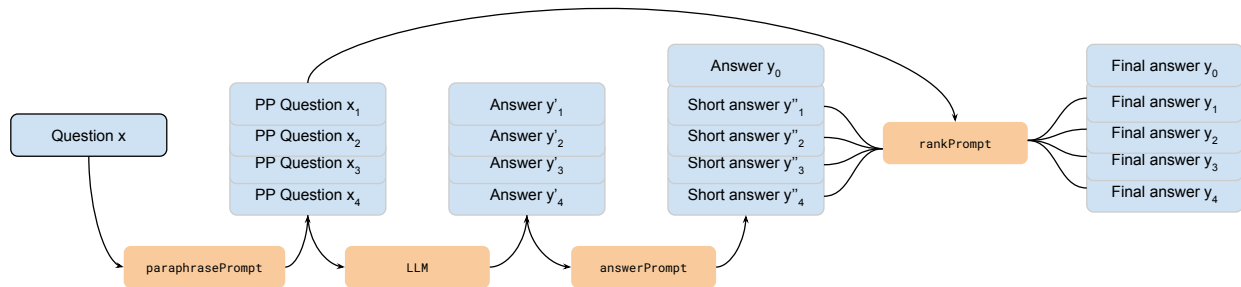 Question x
PP Question x₁
PP Question x₂
PP Question x₃
PP Question x₄
Answer y'₁
Answer y'₂
Answer y'₃
Answer y'₄
Answer y₀
Short answer y''₁
Short answer y''₂
Short answer y''₃
Short answer y''₄
rankPrompt
Final answer y₀
Final answer y₁
Final answer y₂
Final answer y₃
Final answer y₄
paraphrasePrompt
LLM
answerPrompt